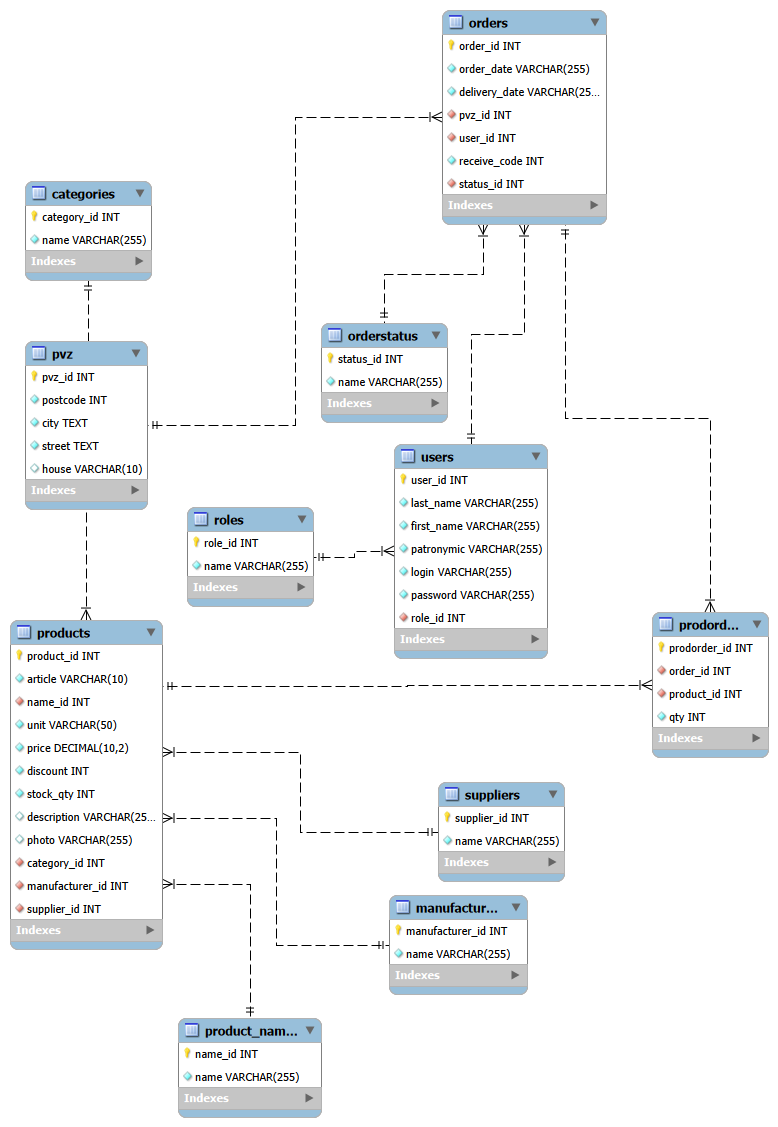 orders
order_id INT
order_date VARCHAR(255)
delivery_date VARCHAR(25...
pvz_id INT
user_id INT
receive_code INT
status_id INT
Indexes
categories
category_id INT
name VARCHAR(255)
Indexes
pvz
pvz_id INT
postcode INT
city TEXT
street TEXT
house VARCHAR(10)
Indexes
orderstatus
status_id INT
name VARCHAR(255)
Indexes
users
user_id INT
last_name VARCHAR(255)
first_name VARCHAR(255)
patronymic VARCHAR(255)
login VARCHAR(255)
password VARCHAR(255)
role_id INT
Indexes
roles
role_id INT
name VARCHAR(255)
Indexes
products
product_id INT
article VARCHAR(10)
name_id INT
unit VARCHAR(50)
price DECIMAL(10,2)
discount INT
stock_qty INT
description VARCHAR(25...
photo VARCHAR(255)
category_id INT
manufacturer_id INT
supplier_id INT
Indexes
prodord...
prodorder_id INT
order_id INT
product_id INT
qty INT
Indexes
suppliers
supplier_id INT
name VARCHAR(255)
Indexes
manufactur...
manufacturer_id INT
name VARCHAR(255)
Indexes
product_nam...
name_id INT
name VARCHAR(255)
Indexes